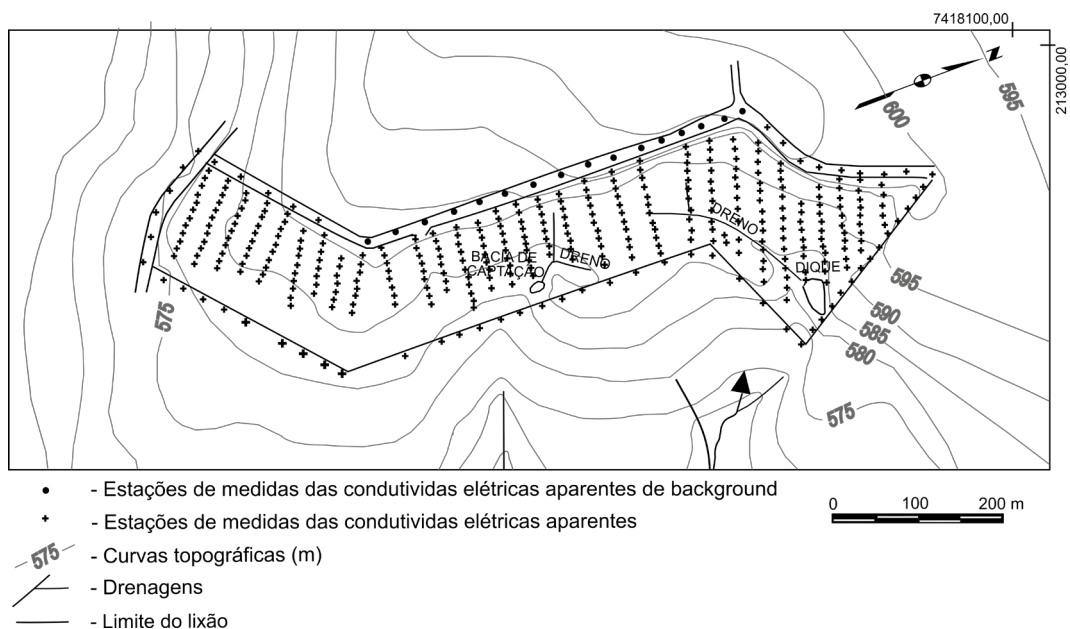 7418100,00
213000,00
N
595
600
DRENO
BACIA DE
CAPTAÇÃO
DRENO
DIQUE
595
590
585
580
575
575
- Estações de medidas das condutividas elétricas aparentes de background
- Estações de medidas das condutividas elétricas aparentes
575
- Curvas topográficas (m)
- Drenagens
- Limite do lixão
0 100 200 m